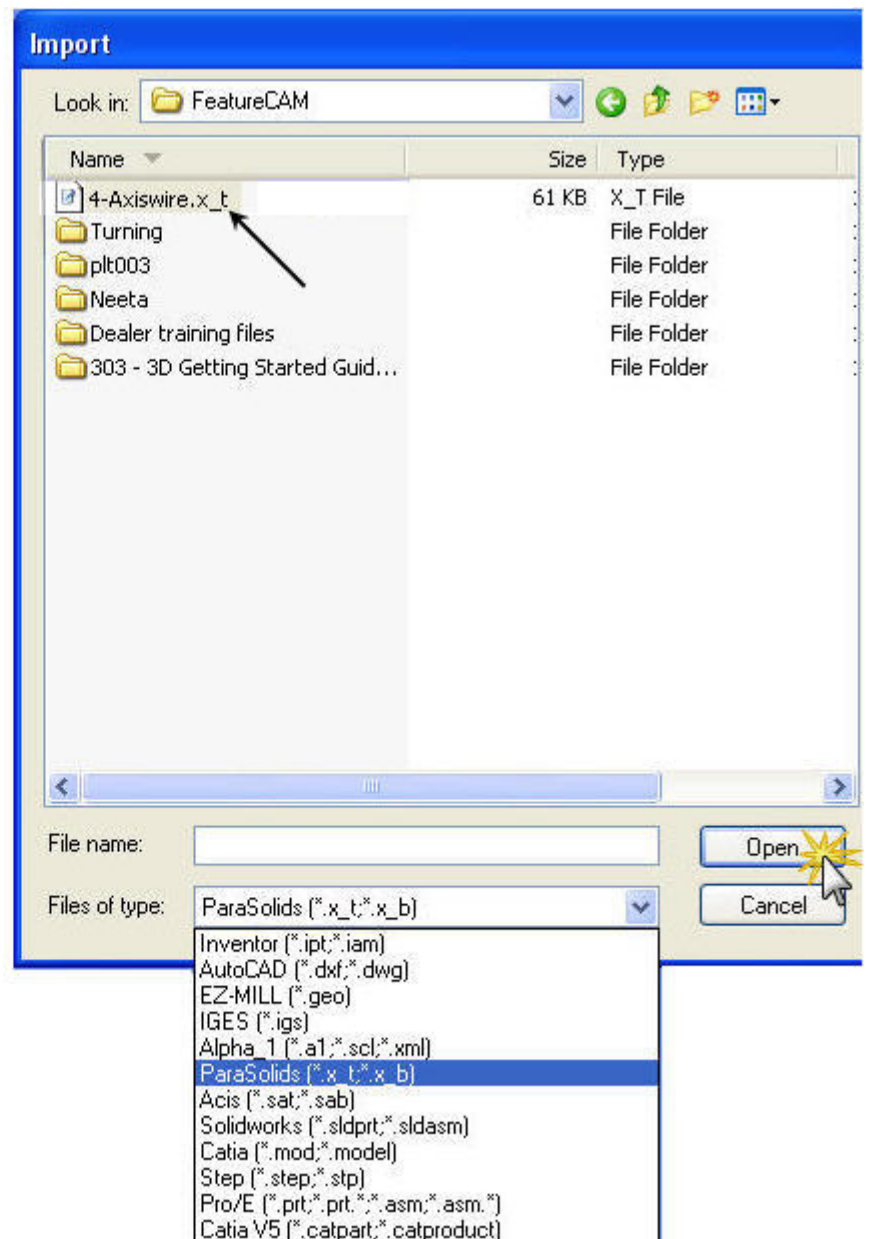 Import
Look in: FeatureCAM
Name Size Type
4-Axiswire.x_t 61 KB X_T File
Turning File Folder
plt003 File Folder
Neeta File Folder
Dealer training files File Folder
303 - 3D Getting Started Guid... File Folder
File name: Open
Files of type: ParaSolids (*.x_t;*.x_b) Cancel
Inventor (*.ipt;*.iam)
AutoCAD (*.dxf;*.dwg)
EZ-MILL (*.geo)
IGES (*.igs)
Alpha_1 (*.a1;*.scl;*.xml)
ParaSolids (*.x_t;*.x_b)
Acis (*.sat;*.sab)
Solidworks (*.sldprt;*.sldasm)
Catia (*.mod;*.model)
Step (*.step;*.stp)
Pro/E (*.prt;*.prt.*;*.asm;*.asm.*)
Catia V5 (*.catpart;*.catproduct)